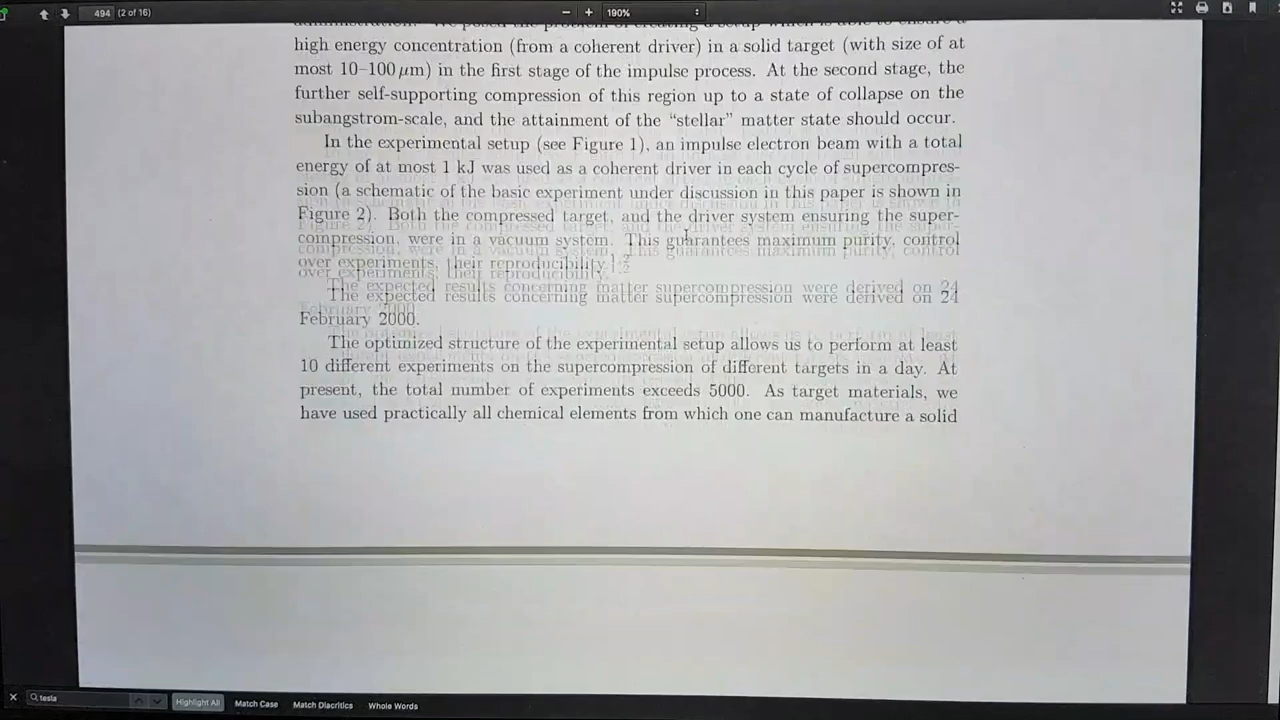 494 (2 of 16)
190%
high energy concentration (from a coherent driver) in a solid target (with size of at
most 10–100 μm) in the first stage of the impulse process. At the second stage, the
further self-supporting compression of this region up to a state of collapse on the
subangstrom-scale, and the attainment of the “stellar” matter state should occur.
In the experimental setup (see Figure 1), an impulse electron beam with a total
energy of at most 1 kJ was used as a coherent driver in each cycle of supercompres-
sion (a schematic of the basic experiment under discussion in this paper is shown in
Figure 2). Both the compressed target, and the driver system ensuring the super-
compression, were in a vacuum system. This guarantees maximum purity, control
over experiments, their reproducibility.
The expected results concerning matter supercompression were derived on 24
February 2000.
The optimized structure of the experimental setup allows us to perform at least
10 different experiments on the supercompression of different targets in a day. At
present, the total number of experiments exceeds 5000. As target materials, we
have used practically all chemical elements from which one can manufacture a solid
tesla
Highlight All
Match Case
Match Diacritics
Whole Words